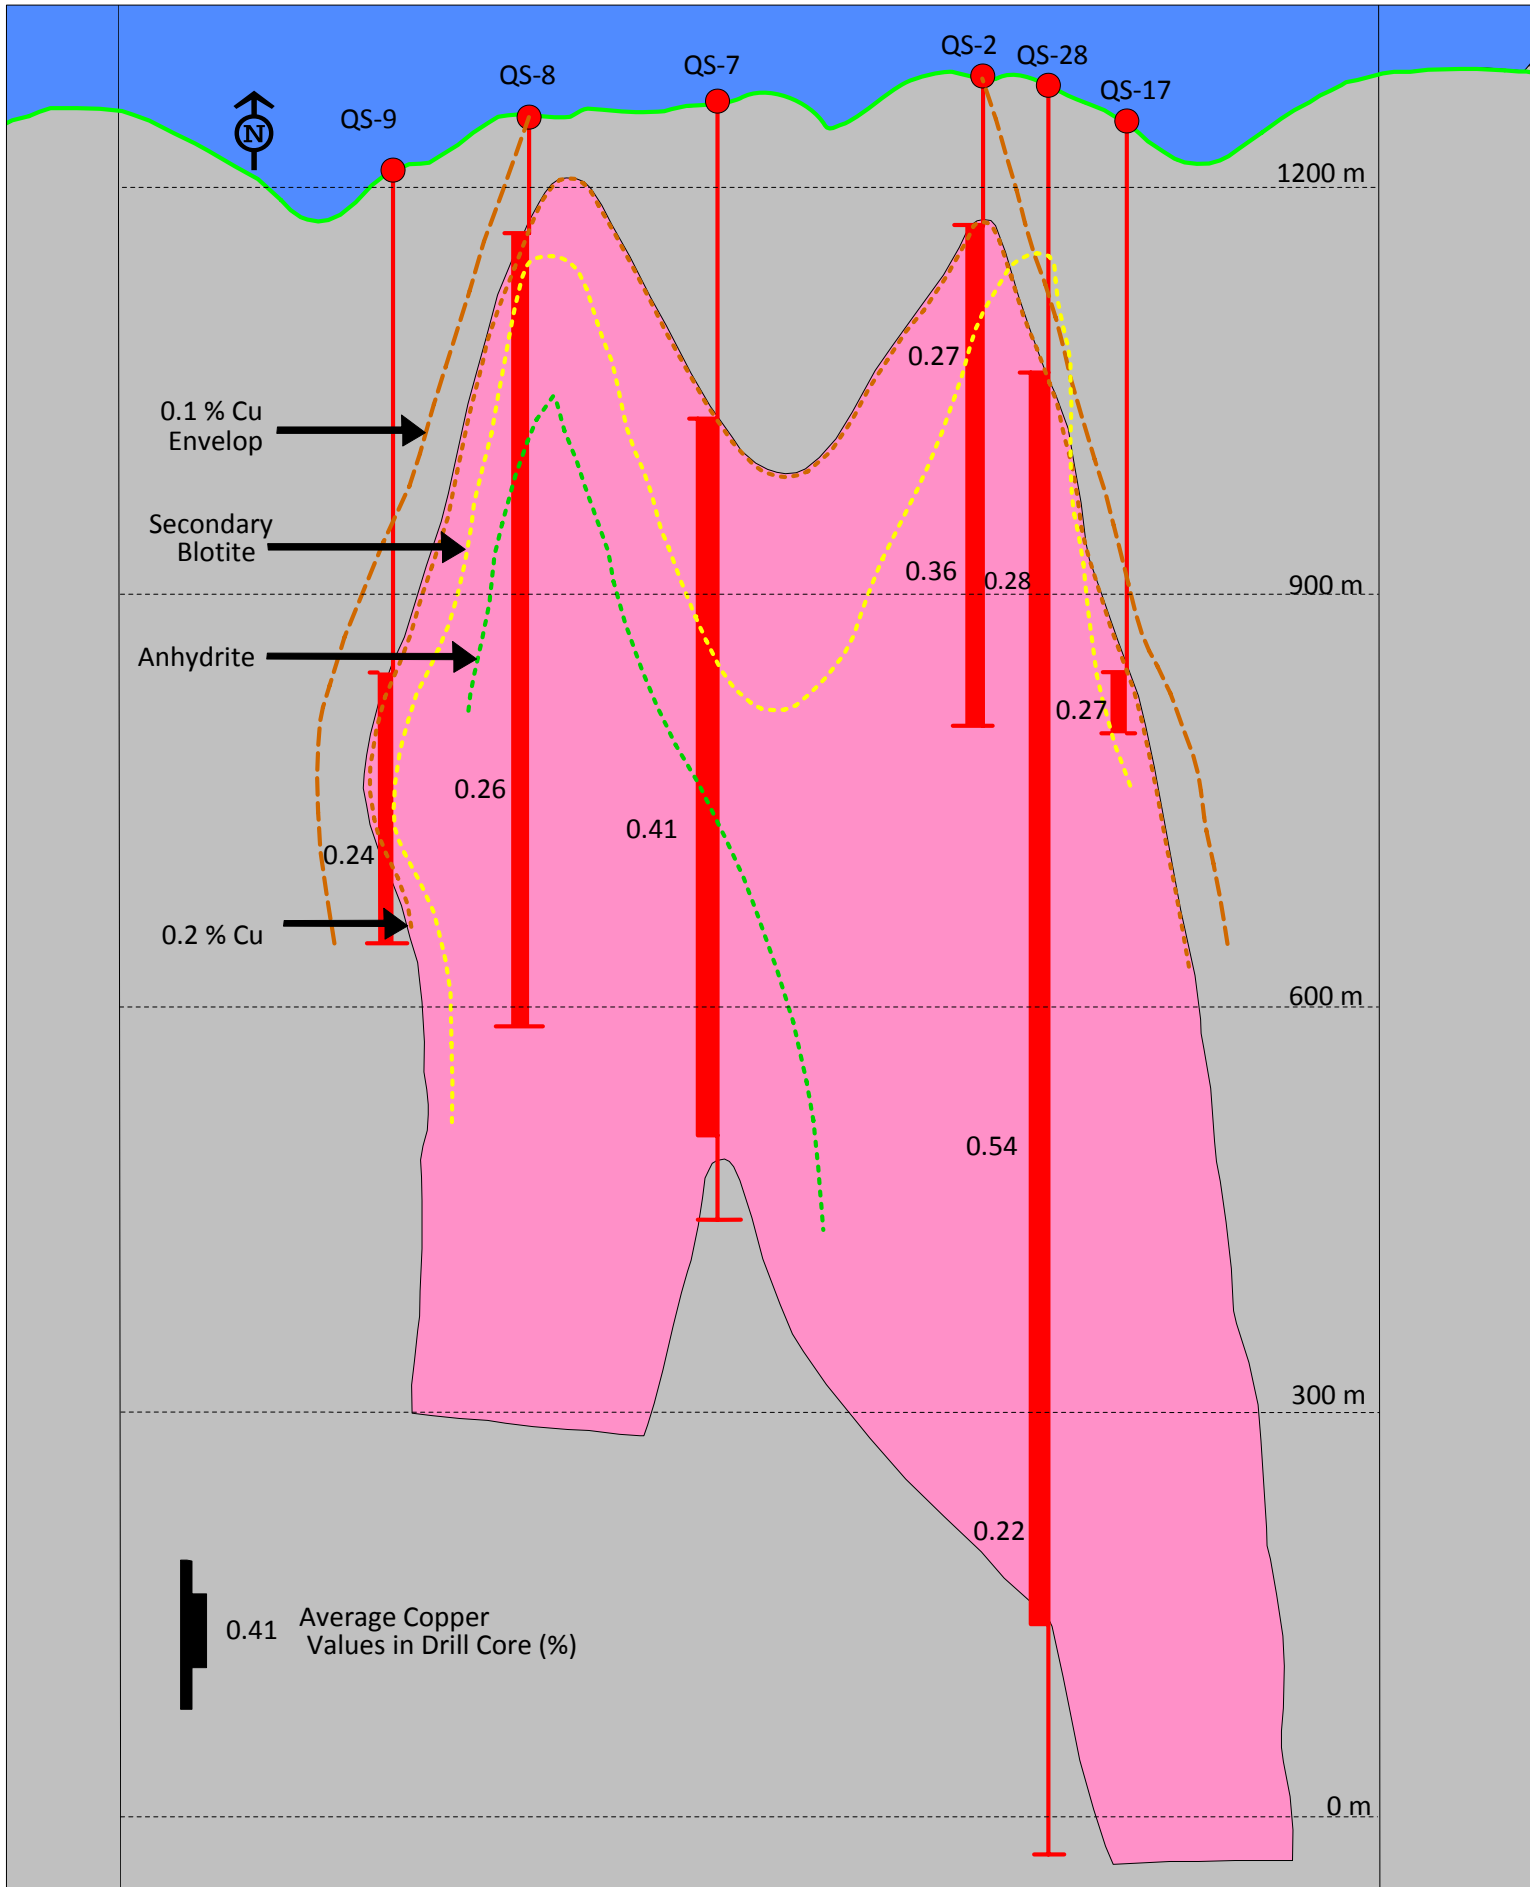 QS-2
QS-28
QS-7
QS-8
QS-17
QS-9
N
1200 m
0.27
0.1 % Cu
Envelop
Secondary
Blotite
0.36
0.28
900 m
Anhydrite
0.27
0.26
0.41
0.24
0.2 % Cu
600 m
0.54
300 m
0.22
0.41
Average Copper
Values in Drill Core (%)
0 m